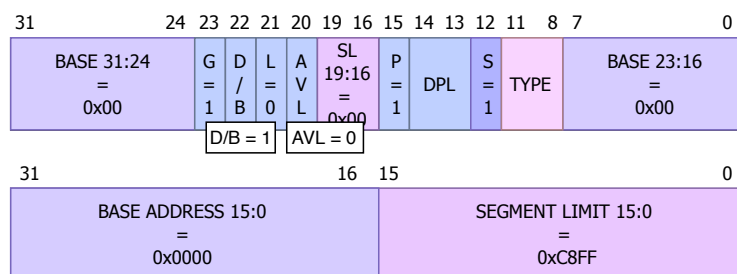 31 24 23 22 21 20 19 16 15 14 13 12 11 8 7 0
BASE 31:24
=
0x00
G
=
1
D
/
B
L
=
0
A
V
L
SL
19:16
=
0x00
P
=
1
DPL
S
=
1
TYPE
BASE 23:16
=
0x00
D/B = 1
AVL = 0
31 16 15 0
BASE ADDRESS 15:0
=
0x0000
SEGMENT LIMIT 15:0
=
0xC8FF